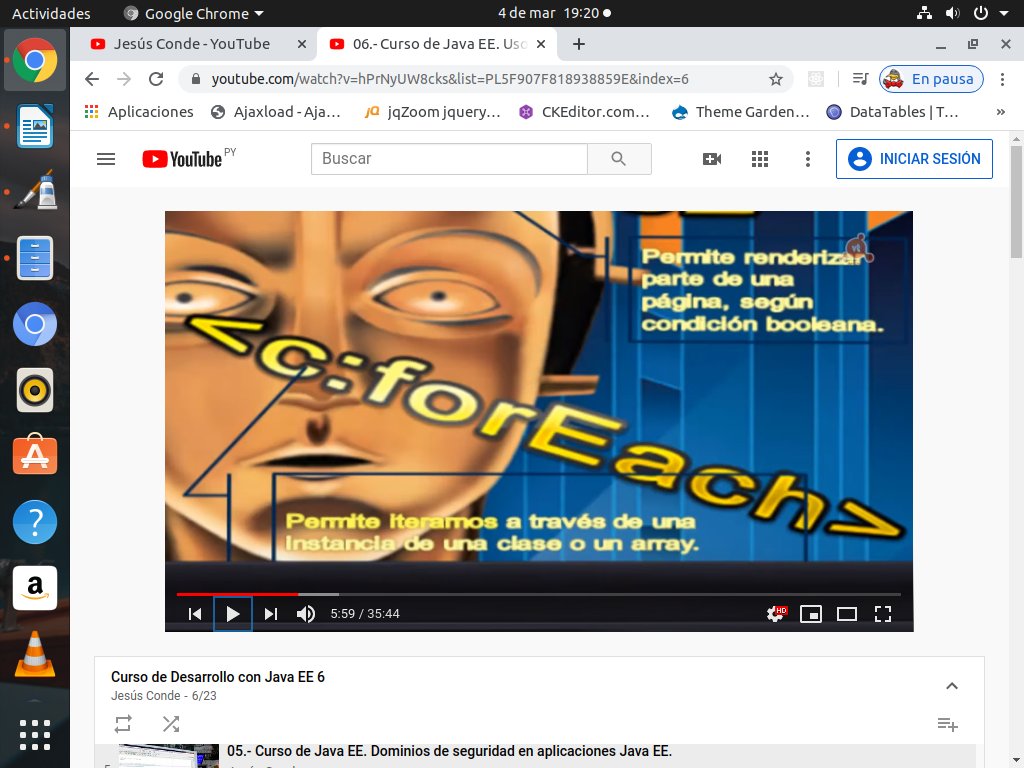 Actividades
Google Chrome
4 de mar 19:20
Jesús Conde - YouTube
06.- Curso de Java EE. Uso
youtube.com/watch?v=hPrNyUW8cks&list=PL5F907F818938859E&index=6
En pausa
Aplicaciones
Ajaxload - Aja...
jqZoom jquery...
CKEditor.com...
Theme Garden...
DataTables | T...
»
YouTube PY
Buscar
INICIAR SESIÓN
Permite renderizar
parte de una
página, según
condición booleana.
<c:forEach>
Permite iterarnos a través de una
instancia de una clase o un array.
5:59 / 35:44
HD
Curso de Desarrollo con Java EE 6
Jesús Conde - 6/23
05.- Curso de Java EE. Dominios de seguridad en aplicaciones Java EE.